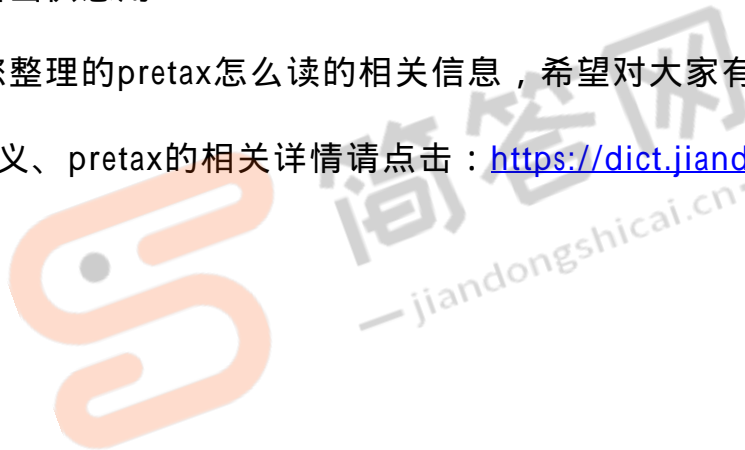 整理的pretax怎么读的相关信息，希望对大家有
义、pretax的相关详情请点击：https://dict.jiand
简答网
jiandongshicai.cn